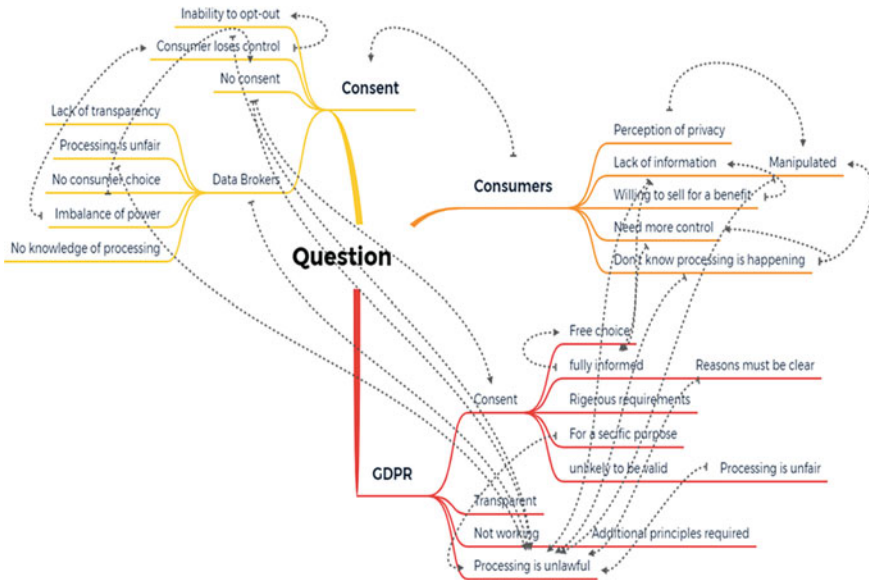 Inability to opt-out
Consumer loses control
No consent
Consent
Lack of transparency
Processing is unfair
No consumer choice
Imbalance of power
No knowledge of processing
Data Brokers
Question
Consumers
Perception of privacy
Lack of information
Manipulated
Willing to sell for a benefit
Need more control
Don't know processing is happening
GDPR
Consent
Free choice
fully informed
Reasons must be clear
Rigerous requirements
For a secific purpose
unlikely to be valid
Processing is unfair
Transparent
Not working
Additional principles required
Processing is unlawful